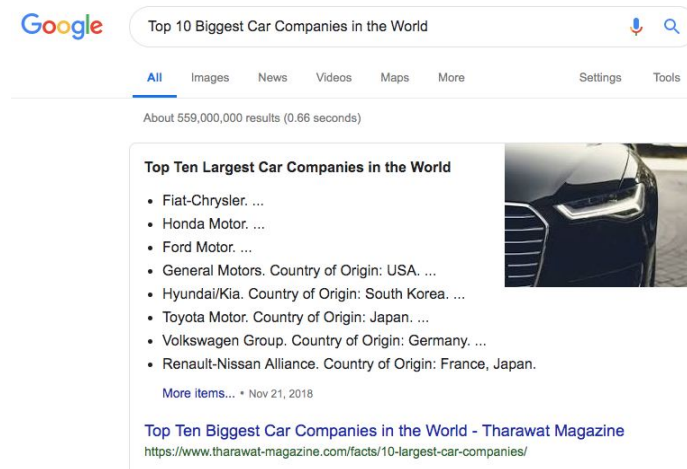 Google
Top 10 Biggest Car Companies in the World
All Images News Videos Maps More Settings Tools
About 559,000,000 results (0.66 seconds)
Top Ten Largest Car Companies in the World
• Fiat-Chrysler. ...
• Honda Motor. ...
• Ford Motor. ...
• General Motors. Country of Origin: USA. ...
• Hyundai/Kia. Country of Origin: South Korea. ...
• Toyota Motor. Country of Origin: Japan. ...
• Volkswagen Group. Country of Origin: Germany. ...
• Renault-Nissan Alliance. Country of Origin: France, Japan.
More items... • Nov 21, 2018
Top Ten Biggest Car Companies in the World - Tharawat Magazine
https://www.tharawat-magazine.com/facts/10-largest-car-companies/